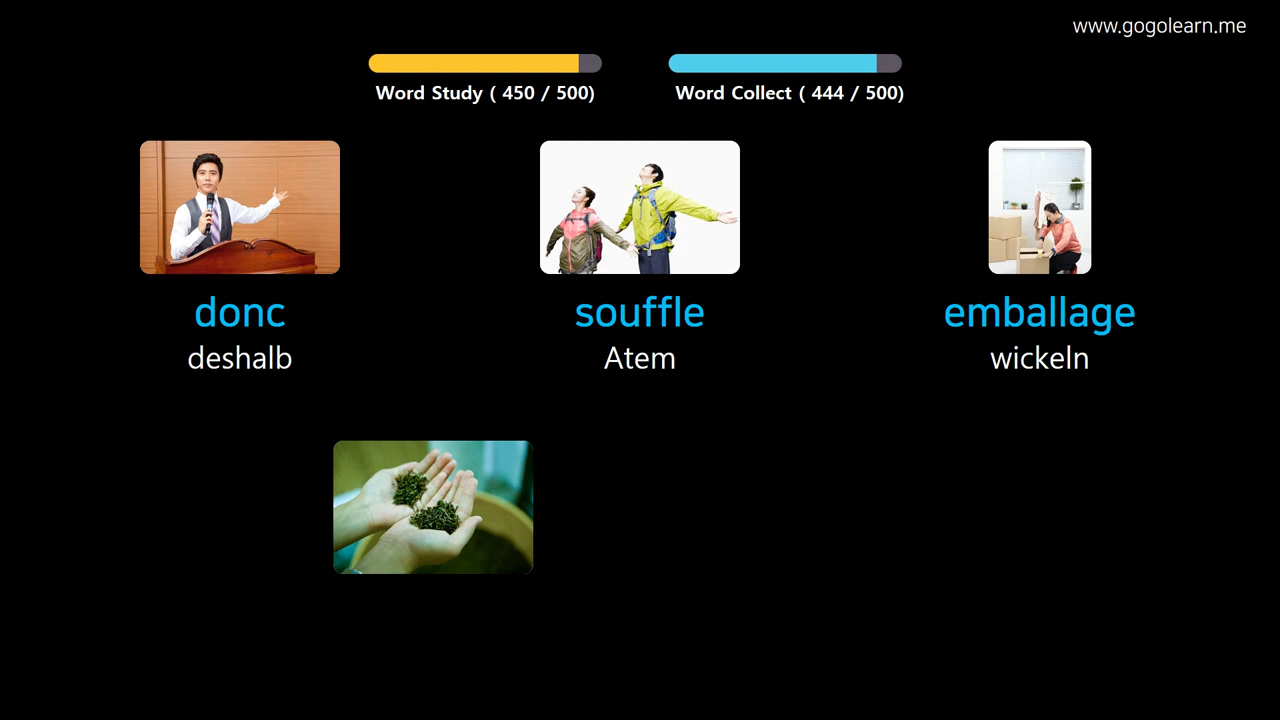 www.gogolearn.me
Word Study ( 450 / 500)
Word Collect ( 444 / 500)
donc
souffle
emballage
deshalb
Atem
wickeln